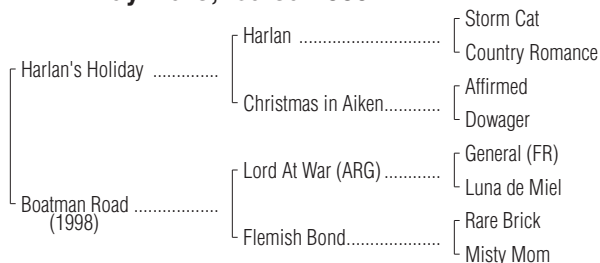 Storm Cat
Harlan ................................
Country Romance
Harlan's Holiday ...............
Affirmed
Christmas in Aiken............
Dowager
General (FR)
Lord At War (ARG) ............
Luna de Miel
Boatman Road ..................
(1998)
Rare Brick
Flemish Bond....................
Misty Mom